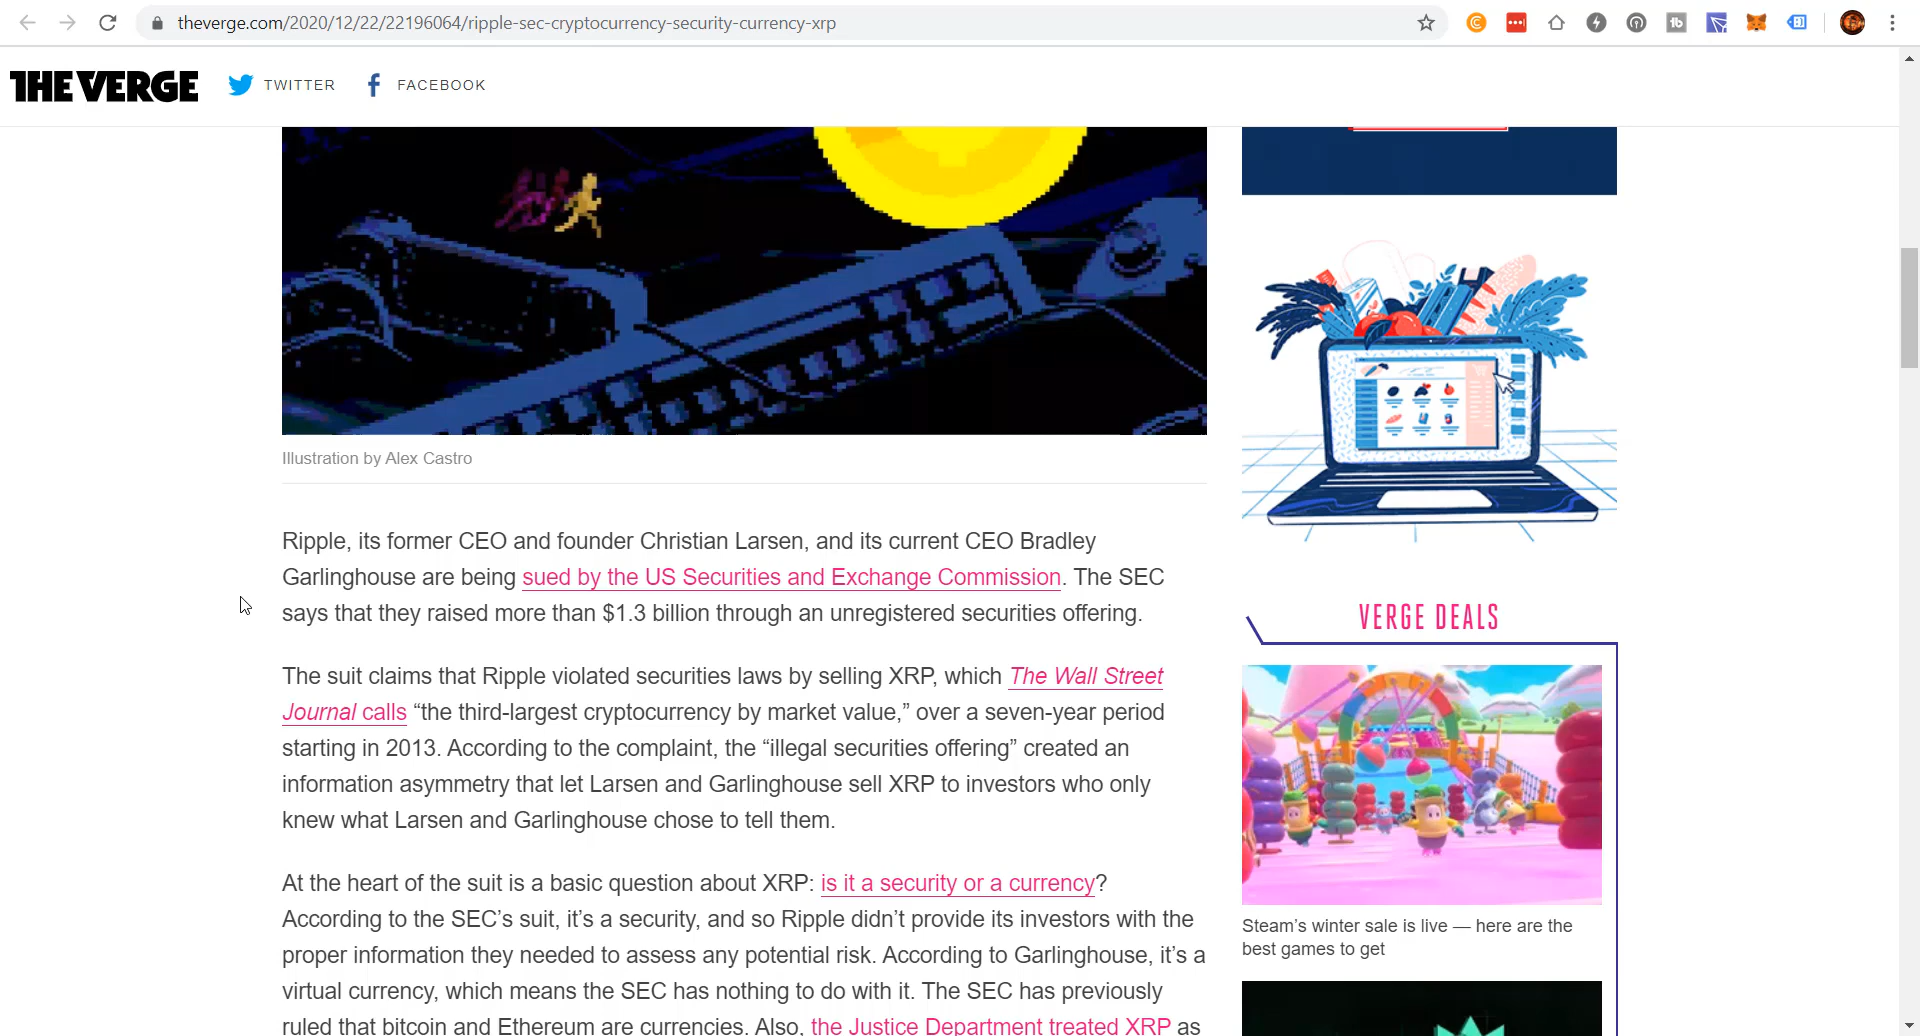 theverge.com/2020/12/22/22196064/ripple-sec-cryptocurrency-security-currency-xrp
THE VERGE
TWITTER
FACEBOOK
Illustration by Alex Castro
Ripple, its former CEO and founder Christian Larsen, and its current CEO Bradley
Garlinghouse are being sued by the US Securities and Exchange Commission. The SEC
says that they raised more than $1.3 billion through an unregistered securities offering.
The suit claims that Ripple violated securities laws by selling XRP, which The Wall Street
Journal calls “the third-largest cryptocurrency by market value,” over a seven-year period
starting in 2013. According to the complaint, the “illegal securities offering” created an
information asymmetry that let Larsen and Garlinghouse sell XRP to investors who only
knew what Larsen and Garlinghouse chose to tell them.
At the heart of the suit is a basic question about XRP: is it a security or a currency?
According to the SEC’s suit, it’s a security, and so Ripple didn’t provide its investors with the
proper information they needed to assess any potential risk. According to Garlinghouse, it’s a
virtual currency, which means the SEC has nothing to do with it. The SEC has previously
ruled that bitcoin and Ethereum are currencies. Also, the Justice Department treated XRP as
VERGE DEALS
Steam’s winter sale is live — here are the
best games to get